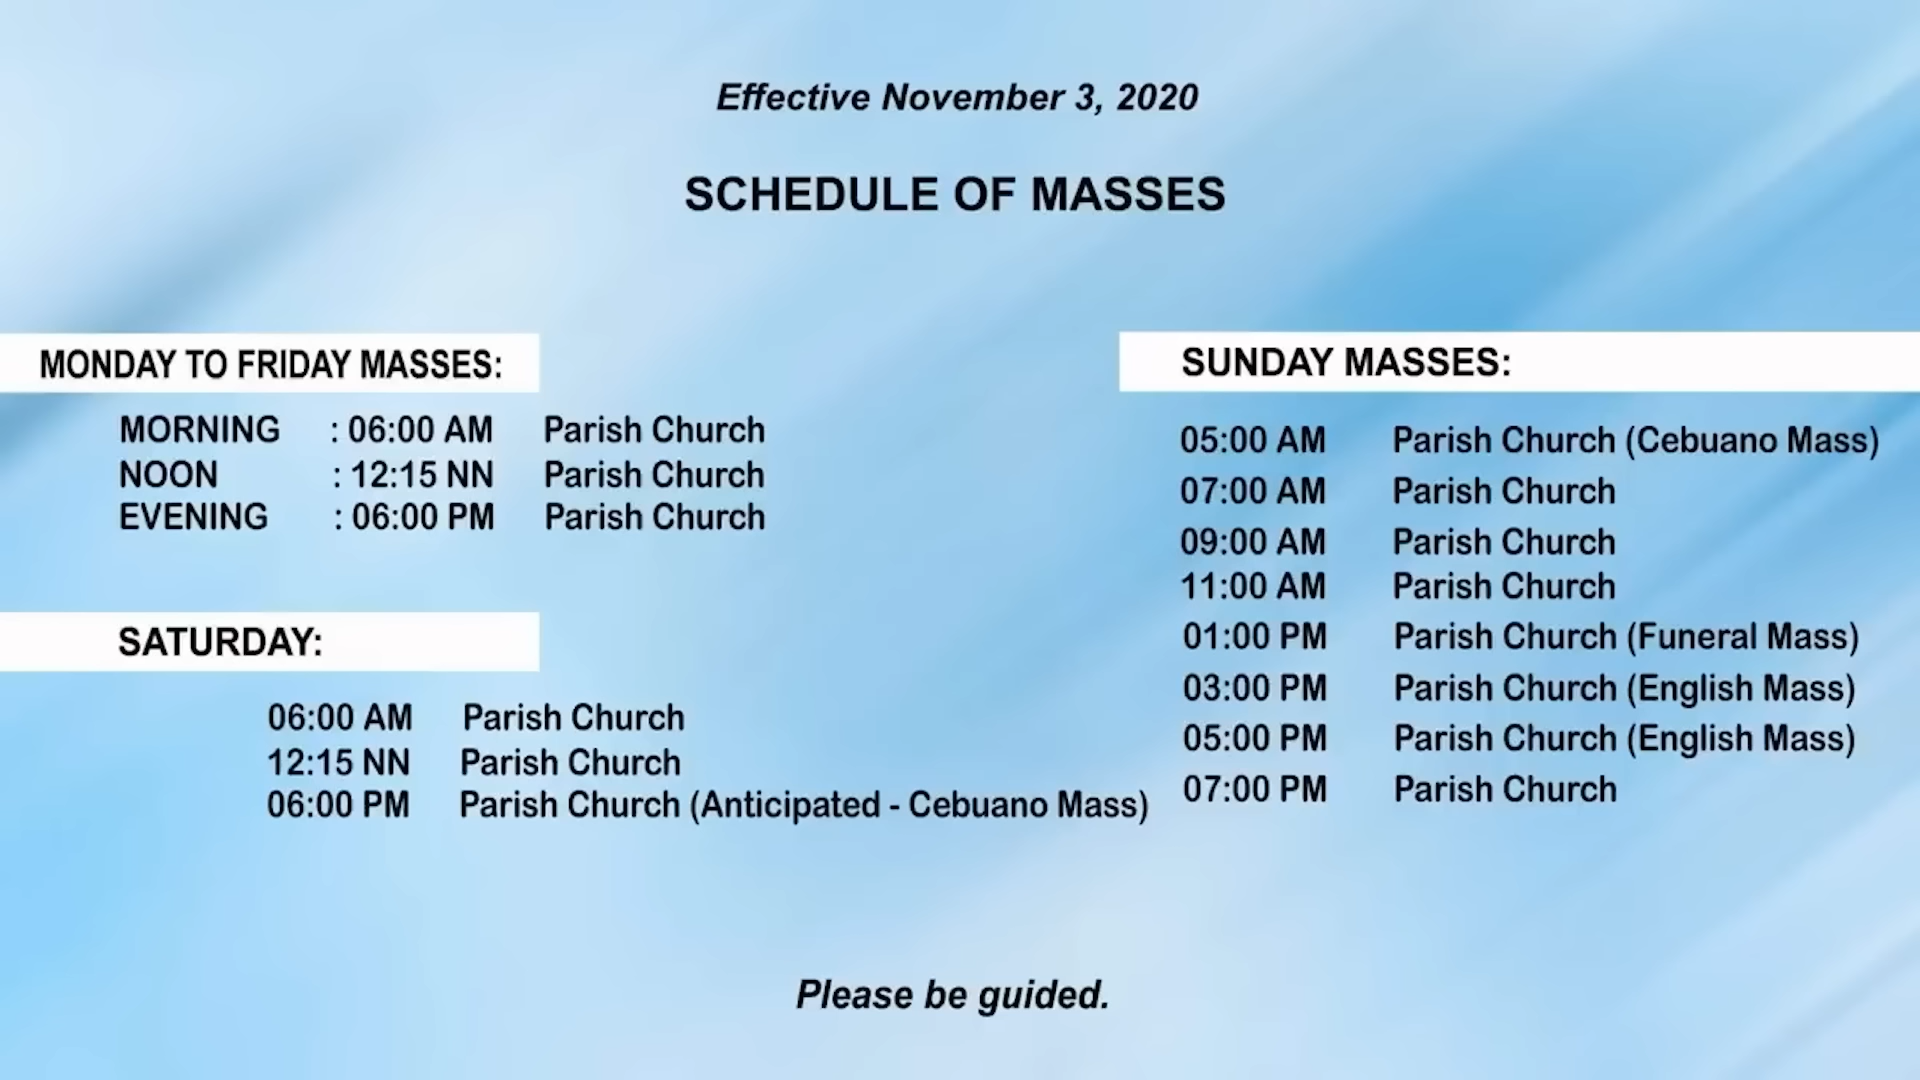 Effective November 3, 2020
SCHEDULE OF MASSES
MONDAY TO FRIDAY MASSES:
MORNING : 06:00 AM Parish Church
NOON : 12:15 NN Parish Church
EVENING : 06:00 PM Parish Church
SATURDAY:
06:00 AM Parish Church
12:15 NN Parish Church
06:00 PM Parish Church (Anticipated - Cebuano Mass)
SUNDAY MASSES:
05:00 AM Parish Church (Cebuano Mass)
07:00 AM Parish Church
09:00 AM Parish Church
11:00 AM Parish Church
01:00 PM Parish Church (Funeral Mass)
03:00 PM Parish Church (English Mass)
05:00 PM Parish Church (English Mass)
07:00 PM Parish Church
Please be guided.